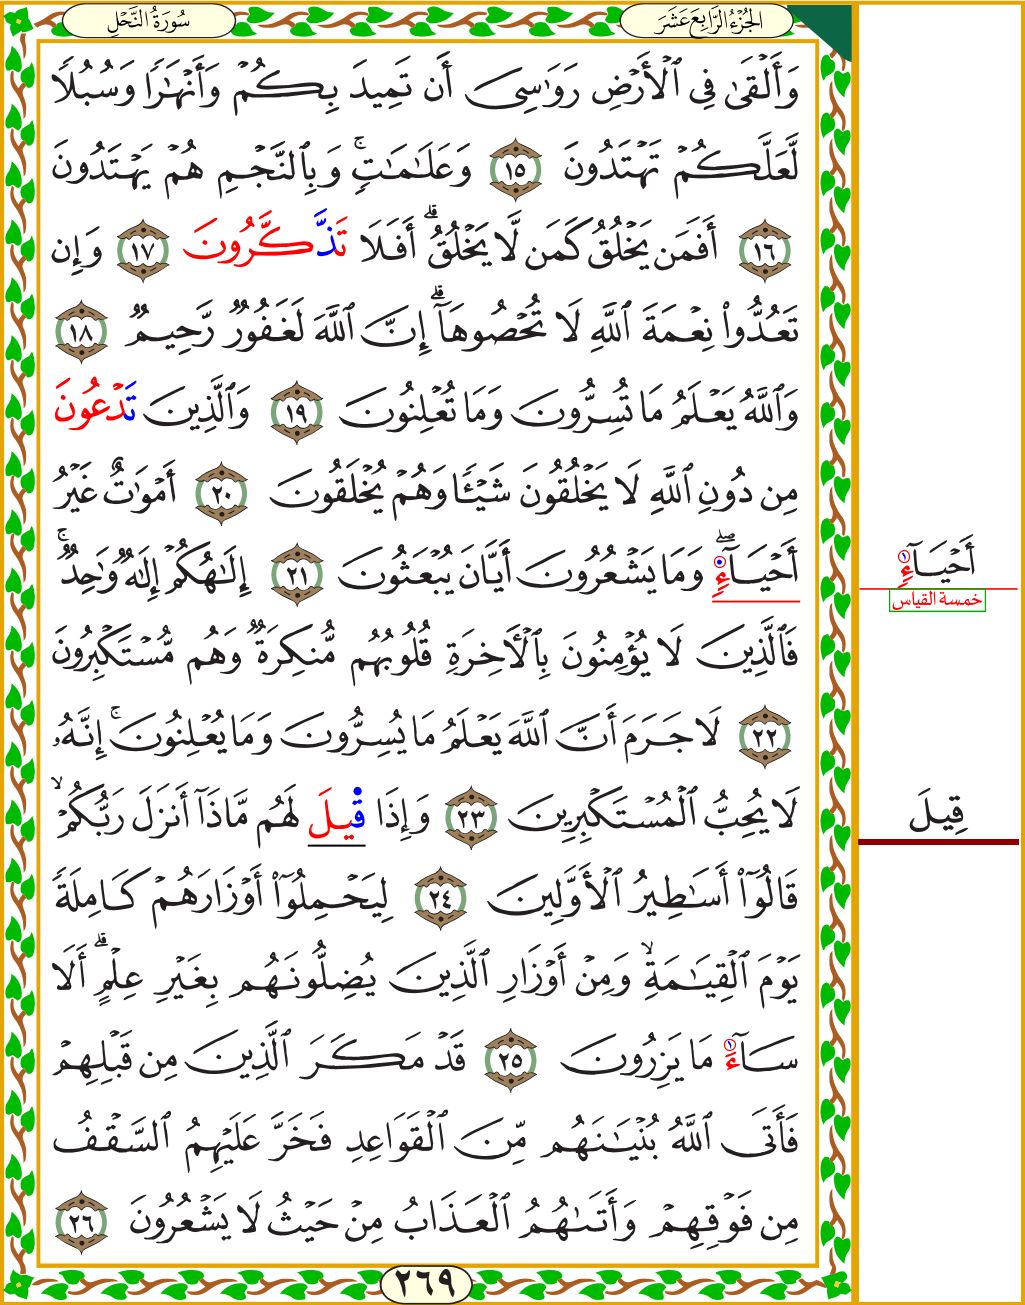 سُورَةُ النَّحْلِ
الجُزْءُ الرَّابِعَ عَشَرَ
وَأَلْقَىٰ فِي ٱلْأَرْضِ رَوَٰسِىَ أَن تَمِيدَ بِكُمْ وَأَنْهَٰرًا وَسُبُلًا
لَّعَلَّكُمْ تَهْتَدُونَ ١٥ وَعَلَٰمَٰتٍۚ وَبِٱلنَّجْمِ هُمْ يَهْتَدُونَ
١٦ أَفَمَن يَخْلُقُ كَمَن لَّا يَخْلُقُۗ أَفَلَا تَذَّكَّرُونَ ١٧ وَإِن
تَعُدُّوا۟ نِعْمَةَ ٱللَّهِ لَا تُحْصُوهَآۗ إِنَّ ٱللَّهَ لَغَفُورٌ رَّحِيمٌ ١٨
وَٱللَّهُ يَعْلَمُ مَا تُسِرُّونَ وَمَا تُعْلِنُونَ ١٩ وَٱلَّذِينَ تَدْعُونَ
مِن دُونِ ٱللَّهِ لَا يَخْلُقُونَ شَيْـًٔا وَهُمْ يُخْلَقُونَ ٢٠ أَمْوَٰتٌ غَيْرُ
أَحْيَآءٍۖ وَمَا يَشْعُرُونَ أَيَّانَ يُبْعَثُونَ ٢١ إِلَٰهُكُمْ إِلَٰهٌ وَٰحِدٌۚ
فَٱلَّذِينَ لَا يُؤْمِنُونَ بِٱلْأَخِرَةِ قُلُوبُهُم مُّنكِرَةٌ وَهُم مُّسْتَكْبِرُونَ
٢٢ لَا جَرَمَ أَنَّ ٱللَّهَ يَعْلَمُ مَا يُسِرُّونَ وَمَا يُعْلِنُونَۚ إِنَّهُۥ
لَا يُحِبُّ ٱلْمُسْتَكْبِرِينَ ٢٣ وَإِذَا قِيلَ لَهُم مَّاذَآ أَنزَلَ رَبُّكُمْۙ
قَالُوٓا۟ أَسَٰطِيرُ ٱلْأَوَّلِينَ ٢٤ لِيَحْمِلُوٓا۟ أَوْزَارَهُمْ كَامِلَةً
يَوْمَ ٱلْقِيَٰمَةِۙ وَمِنْ أَوْزَارِ ٱلَّذِينَ يُضِلُّونَهُم بِغَيْرِ عِلْمٍۗ أَلَا
سَآءَ مَا يَزِرُونَ ٢٥ قَدْ مَكَرَ ٱلَّذِينَ مِن قَبْلِهِمْ
فَأَتَى ٱللَّهُ بُنْيَٰنَهُم مِّنَ ٱلْقَوَاعِدِ فَخَرَّ عَلَيْهِمُ ٱلسَّقْفُ
مِن فَوْقِهِمْ وَأَتَىٰهُمُ ٱلْعَذَابُ مِنْ حَيْثُ لَا يَشْعُرُونَ ٢٦
٢٦٩
أَحْيَآءٍ
خمسة القياس
قِيلَ